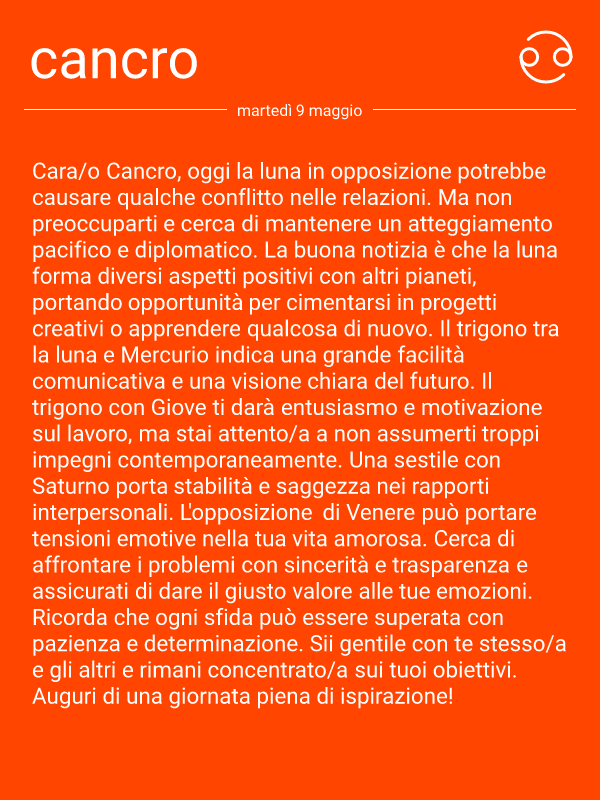 cancro
martedì 9 maggio
Cara/o Cancro, oggi la luna in opposizione potrebbe
causare qualche conflitto nelle relazioni. Ma non
preoccuparti e cerca di mantenere un atteggiamento
pacifico e diplomatico. La buona notizia è che la luna
forma diversi aspetti positivi con altri pianeti,
portando opportunità per cimentarsi in progetti
creativi o apprendere qualcosa di nuovo. Il trigono tra
la luna e Mercurio indica una grande facilità
comunicativa e una visione chiara del futuro. Il
trigono con Giove ti darà entusiasmo e motivazione
sul lavoro, ma stai attento/a a non assumerti troppi
impegni contemporaneamente. Una sestile con
Saturno porta stabilità e saggezza nei rapporti
interpersonali. L'opposizione  di Venere può portare
tensioni emotive nella tua vita amorosa. Cerca di
affrontare i problemi con sincerità e trasparenza e
assicurati di dare il giusto valore alle tue emozioni.
Ricorda che ogni sfida può essere superata con
pazienza e determinazione. Sii gentile con te stesso/a
e gli altri e rimani concentrato/a sui tuoi obiettivi.
Auguri di una giornata piena di ispirazione!